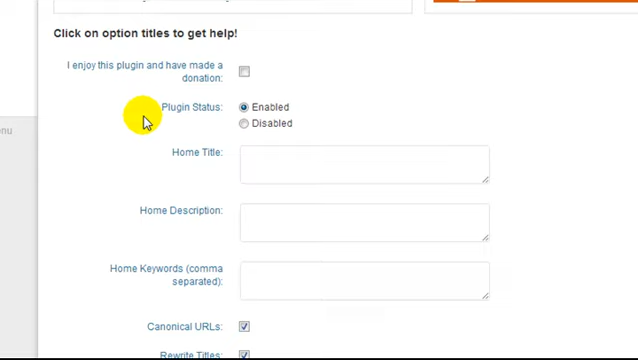 Click on option titles to get help!
I enjoy this plugin and have made a
donation:
Plugin Status:
Enabled
Disabled
Home Title:
Home Description:
Home Keywords (comma
separated):
Canonical URLs:
Rewrite Titles:
enu